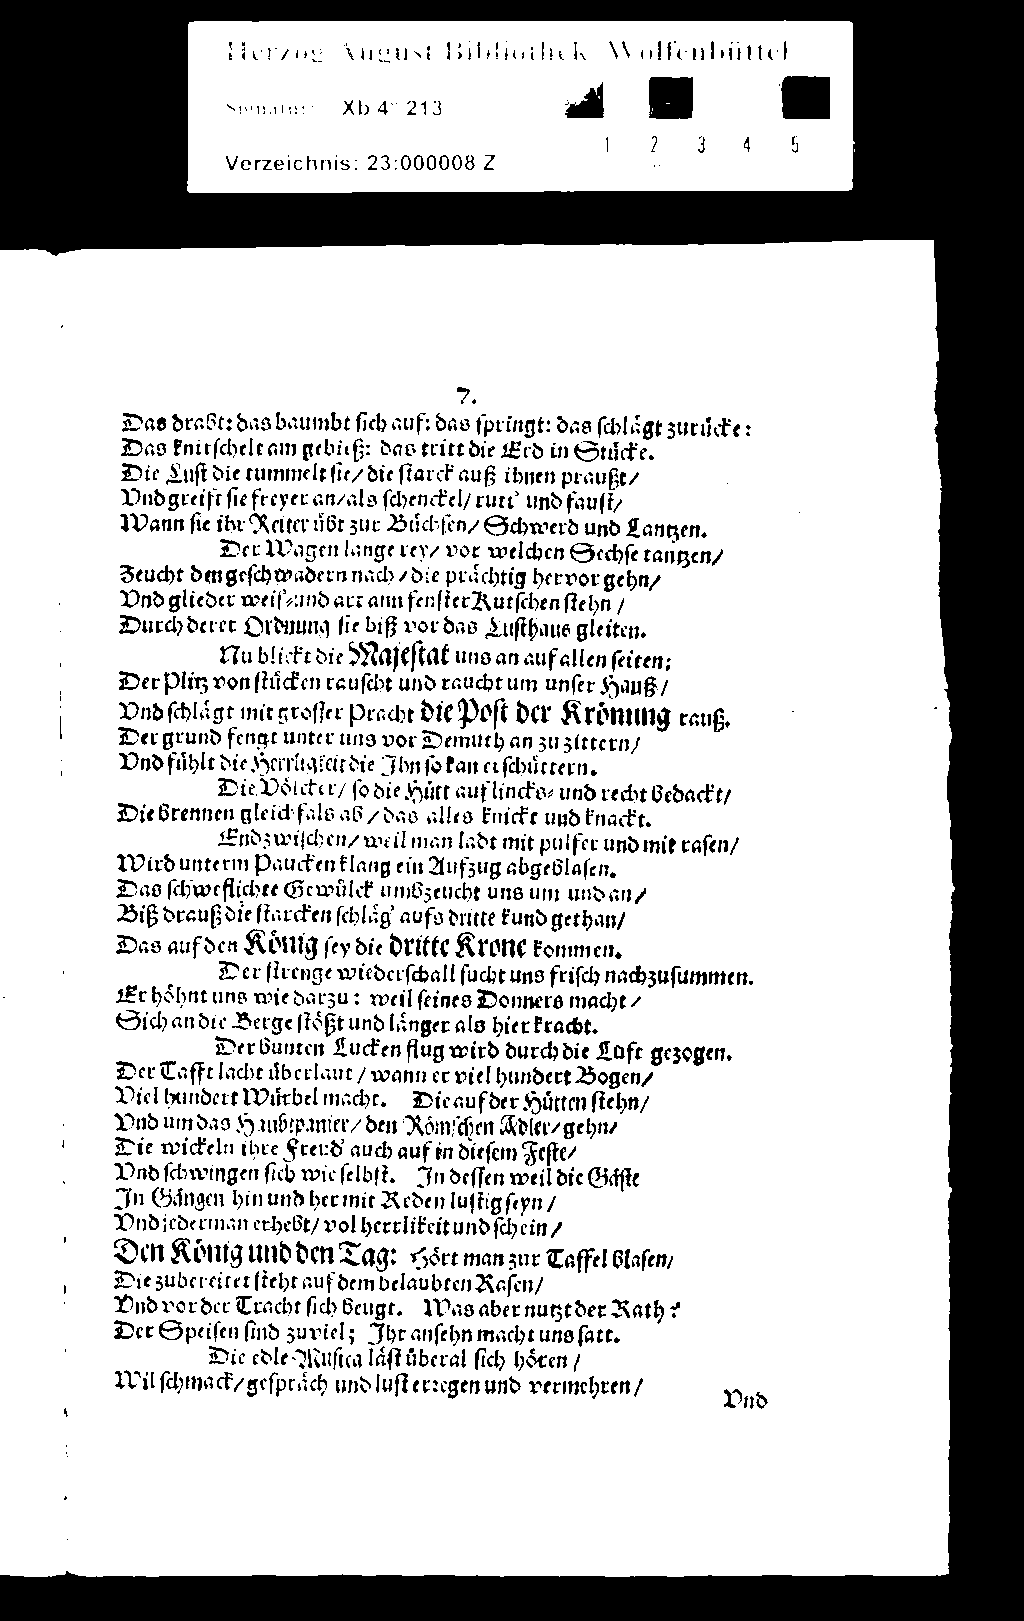 Herzog August Bibliothek Wolfenbüttel
Signatur: Xb 4° 213
1 2 3 4 5
Verzeichnis: 23:000008 Z
7.
Das drabt: das baumbt sich auf: das springt: das schlägt zurücke:
Das knirschelt am gebieß: das tritt die Erd in Stücke.
Die Lust die tummelt sie/ die starck auß ihnen praußt/
Vnd greift sie freyer an/ als schenckel/ rutt' und faust/
Wann sie ihr Reiter übt zur Büchsen/ Schwerd und Lantzen.
Der Wagen lange rey/ vor welchen Sechse tantzen/
Zeucht den geschwadern nach/ die prächtig hervor gehn/
Vnd glieder weis' und art ann fenster Kutschen stehn/
Durch derer Ordnung sie biß vor das Lusthaus gleiten.
Nu blickt die Majestat uns an auf allen seiten;
Der Plitz von stücken rauscht und raucht um unser Hauß/
Vnd schlägt mit grosser Pracht die Post der Krönung rauß.
Der grund fengt unter uns vor Demuth an zu zittern/
Vnd fühlt die Herrligkeit die Ihn so kan erschüttern.
Die Völcker/ so die Hütt auf lincks- und recht bedackt/
Die brennen gleichfals ab/ das alles knickt und knackt.
Endzwischen/ weil man ladt mit pulfer und mit rasen/
Wird unterm Pauckenklang ein Aufzug abgeblasen.
Das schweflichte Gewülck umbzeucht uns um und an/
Biß drauß die starcken schläg' aufs dritte kund gethan/
Das auf den König sey die dritte Krone kommen.
Der strenge wiederschall sucht uns frisch nachzusummen.
Er höhnt uns wie darzu: weil seines Donners macht/
Sich an die Berge stößt und länger als hier kracht.
Der bunten Lucken flug wird durch die Luft gezogen.
Der Tafft lacht überlaut/ wann er viel hundert Bogen/
Viel hundert Würbel macht. Die auf der Hütten stehn/
Vnd um das Haubtpanier/ den Römschen Adler/ gehn/
Die wickeln ihre Freud' auch auf in diesem Feste/
Vnd schwingen sich wie selbst. In dessen weil die Gäste
In Gängen hin und her mit Reden lustig seyn/
Vnd jederman erhebt/ vol herrlikeit und schein/
Den König und den Tag: Hört man zur Taffel blasen/
Die zubereitet steht auf dem belaubten Rasen/
Vnd vor der Tracht sich beugt. Was aber nutzt der Rath?
Der Speisen sind zuviel; Ihr ansehn macht uns satt.
Die edle Musica läst überal sich hören/
Wil schmack/ gespräch und lust erregen und vermehren/
Vnd